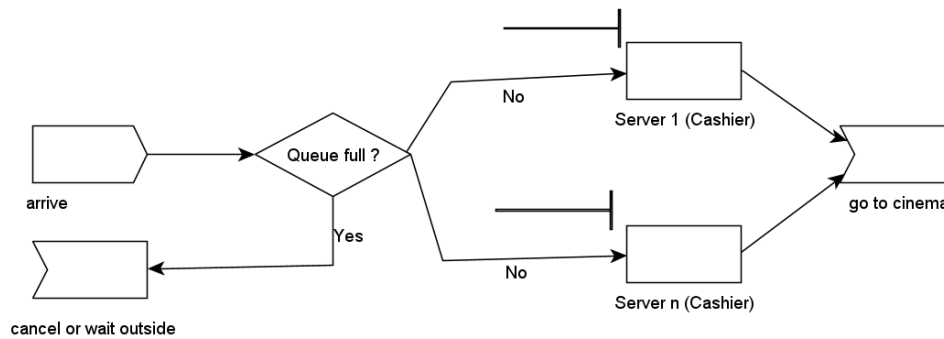 No
Server 1 (Cashier)
Queue full ?
arrive
go to cinema
Yes
No
Server n (Cashier)
cancel or wait outside